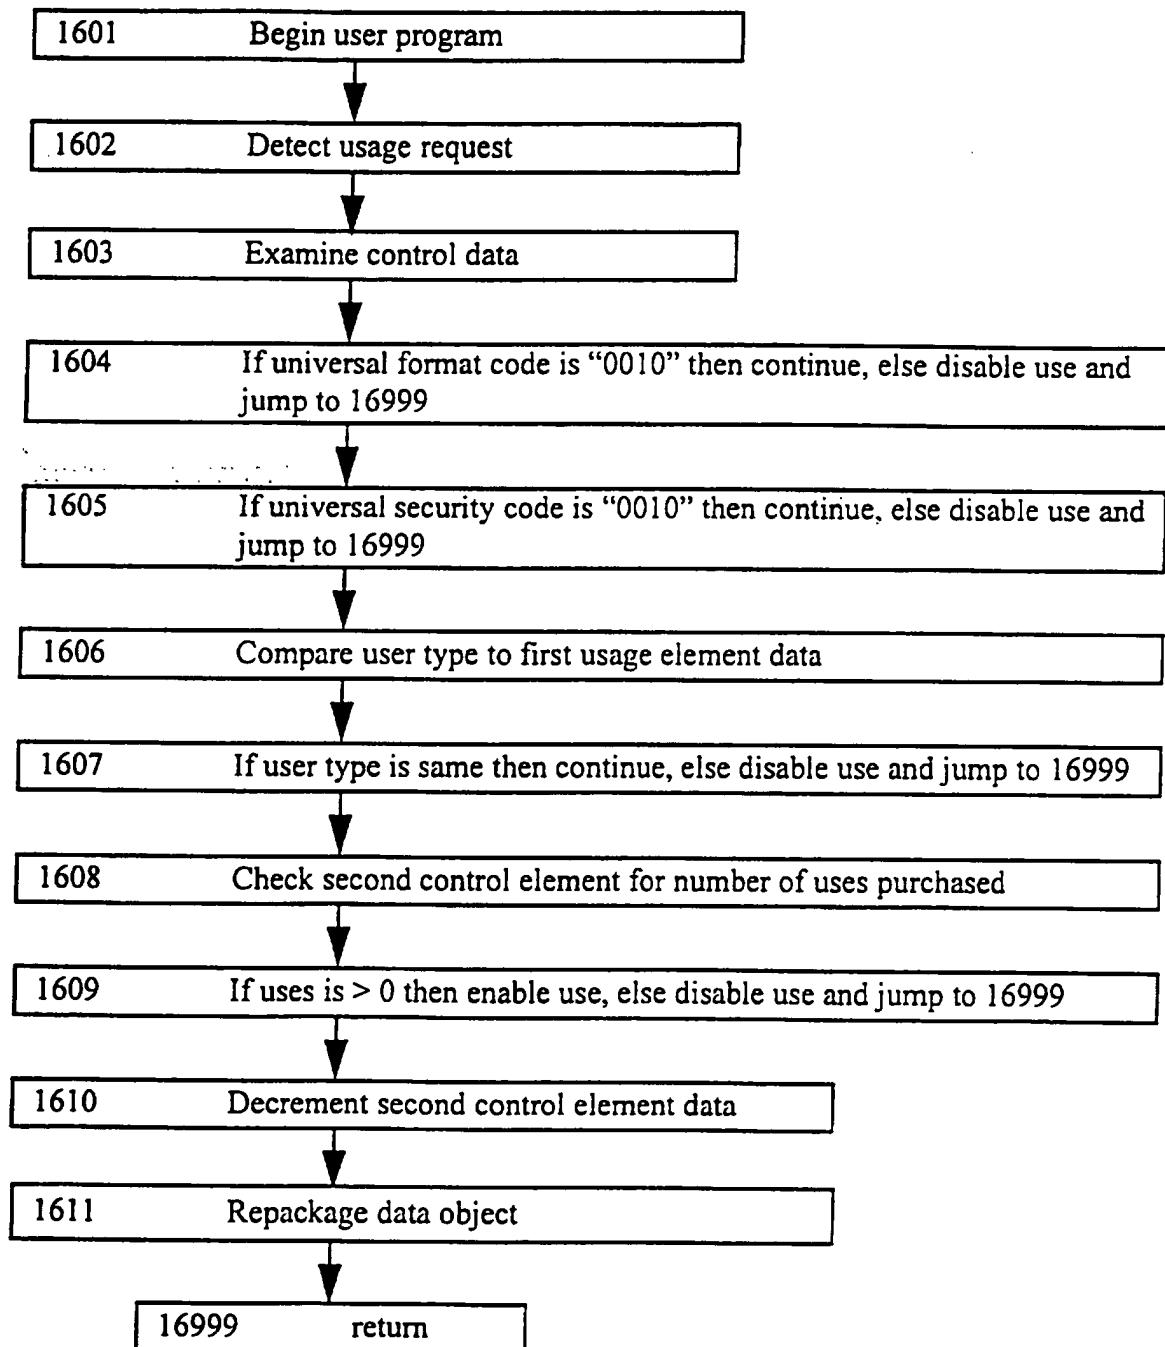 1601 Begin user program
1602 Detect usage request
1603 Examine control data
1604 If universal format code is “0010” then continue, else disable use and
jump to 16999
1605 If universal security code is “0010” then continue, else disable use and
jump to 16999
1606 Compare user type to first usage element data
1607 If user type is same then continue, else disable use and jump to 16999
1608 Check second control element for number of uses purchased
1609 If uses is > 0 then enable use, else disable use and jump to 16999
1610 Decrement second control element data
1611 Repackage data object
16999 return